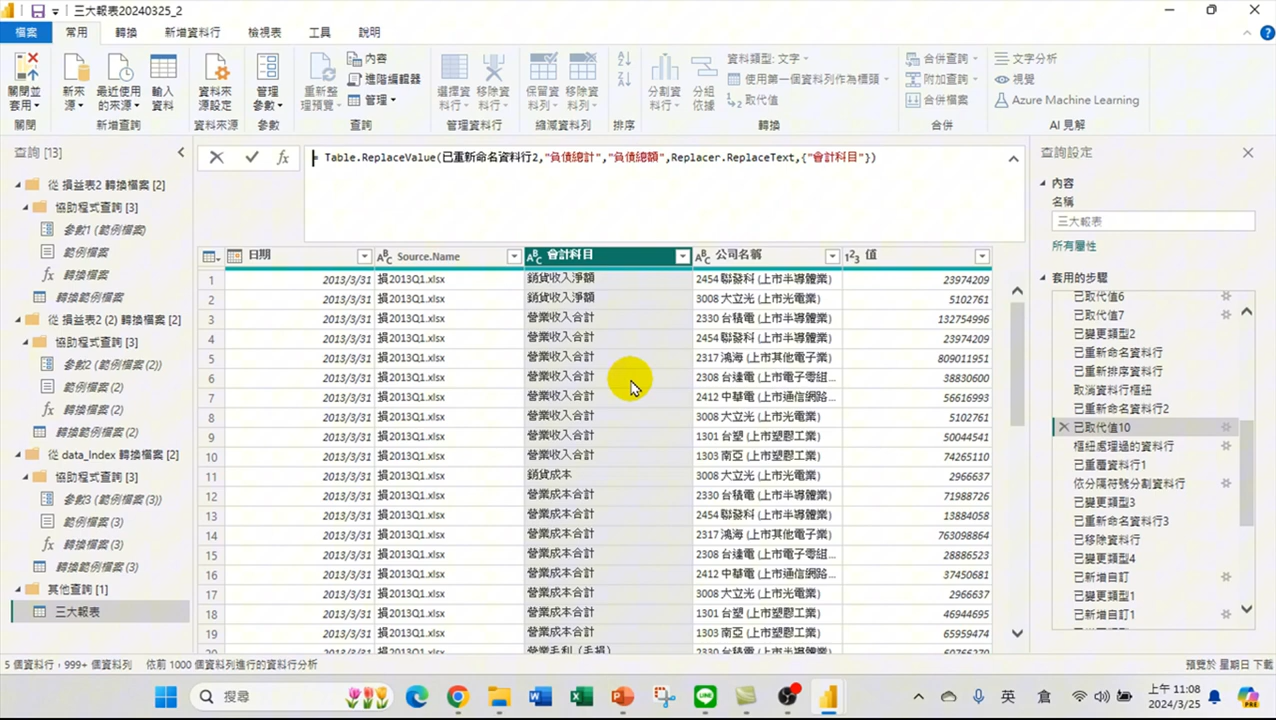 三大報表20240325_2
檔案 常用 轉換 新增資料行 檢視表 工具 說明
關閉並套用 新來源 最近使用的來源 輸入資料 資料來源設定 管理參數 重新整理預覽 內容 進階編輯器 管理 選擇資料行 移除資料行 保留資料列 移除資料列 分割資料行 分組依據 資料類型: 文字 使用第一個資料列作為標頭 取代值 合併查詢 附加查詢 合併檔案 文字分析 視覺 Azure Machine Learning
關閉 新增查詢 資料來源 參數 查詢 管理資料行 縮減資料列 排序 轉換 合併 AI 見解
查詢 [13]
從 損益表2 轉換檔案 [2]
協助程式查詢 [3]
參數1 (範例檔案)
範例檔案
fx 轉換檔案
轉換範例檔案
從 損益表2 (2) 轉換檔案 [2]
協助程式查詢 [3]
參數2 (範例檔案 (2))
範例檔案 (2)
fx 轉換檔案 (2)
轉換範例檔案 (2)
從 data_Index 轉換檔案 [2]
協助程式查詢 [3]
參數3 (範例檔案 (3))
範例檔案 (3)
fx 轉換檔案 (3)
轉換範例檔案 (3)
其他查詢 [1]
三大報表
fx = Table.ReplaceValue(已重新命名資料行2,"負債總計","負債總額",Replacer.ReplaceText,{"會計科目"})
日期 ABC Source.Name ABC 會計科目 ABC 公司名稱 123 值
1 2013/3/31 損2013Q1.xlsx 銷貨收入淨額 2454 聯發科 (上市半導體業) 23974209
2 2013/3/31 損2013Q1.xlsx 銷貨收入淨額 3008 大立光 (上市光電業) 5102761
3 2013/3/31 損2013Q1.xlsx 營業收入合計 2330 台積電 (上市半導體業) 132754996
4 2013/3/31 損2013Q1.xlsx 營業收入合計 2454 聯發科 (上市半導體業) 23974209
5 2013/3/31 損2013Q1.xlsx 營業收入合計 2317 鴻海 (上市其他電子業) 809011951
6 2013/3/31 損2013Q1.xlsx 營業收入合計 2308 台達電 (上市電子零組... 38830600
7 2013/3/31 損2013Q1.xlsx 營業收入合計 2412 中華電 (上市通信網路... 56616993
8 2013/3/31 損2013Q1.xlsx 營業收入合計 3008 大立光 (上市光電業) 5102761
9 2013/3/31 損2013Q1.xlsx 營業收入合計 1301 台塑 (上市塑膠工業) 50044541
10 2013/3/31 損2013Q1.xlsx 營業收入合計 1303 南亞 (上市塑膠工業) 74265110
11 2013/3/31 損2013Q1.xlsx 銷貨成本 3008 大立光 (上市光電業) 2966637
12 2013/3/31 損2013Q1.xlsx 營業成本合計 2330 台積電 (上市半導體業) 71988726
13 2013/3/31 損2013Q1.xlsx 營業成本合計 2454 聯發科 (上市半導體業) 13884058
14 2013/3/31 損2013Q1.xlsx 營業成本合計 2317 鴻海 (上市其他電子業) 763098864
15 2013/3/31 損2013Q1.xlsx 營業成本合計 2308 台達電 (上市電子零組... 28886523
16 2013/3/31 損2013Q1.xlsx 營業成本合計 2412 中華電 (上市通信網路... 37450681
17 2013/3/31 損2013Q1.xlsx 營業成本合計 3008 大立光 (上市光電業) 2966637
18 2013/3/31 損2013Q1.xlsx 營業成本合計 1301 台塑 (上市塑膠工業) 46944695
19 2013/3/31 損2013Q1.xlsx 營業成本合計 1303 南亞 (上市塑膠工業) 65959474
20 2013/3/31 損2013Q1.xlsx 營業毛利 (毛損) 2330 台積電 (上市半導體業) 60766270
查詢設定
內容
名稱
三大報表
所有屬性
套用的步驟
已取代值6
已取代值7
已變更類型2
已重新命名資料行
已重新排序資料行
取消資料行樞紐
已重新命名資料行2
已取代值10
樞紐處理過的資料行
已重覆資料行1
依分隔符號分割資料行
已變更類型3
已重新命名資料行3
已移除資料行
已變更類型4
已新增自訂
已變更類型1
已新增自訂1
5 個資料行，999+ 個資料列 依前 1000 個資料列進行的資料行分析 預覽於 星期日 下載
搜尋 英 倉 上午 11:08
2024/3/25
PRE